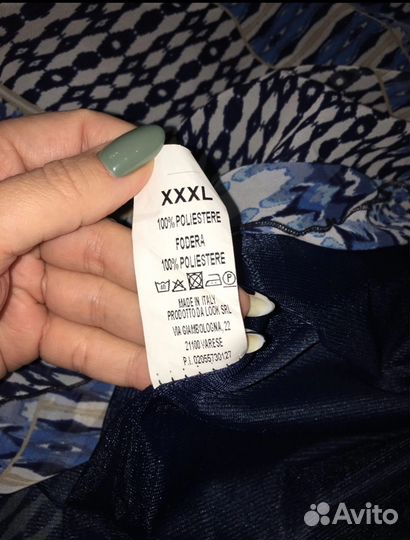 XXXL
100% POLIESTERE
FODERA
100% POLIESTERE
MADE IN ITALY
PRODOTTO DA LOOK SRL
VIA GIAMBOLOGNA, 22
21100 VARESE
P.I. 02055730127
Avito